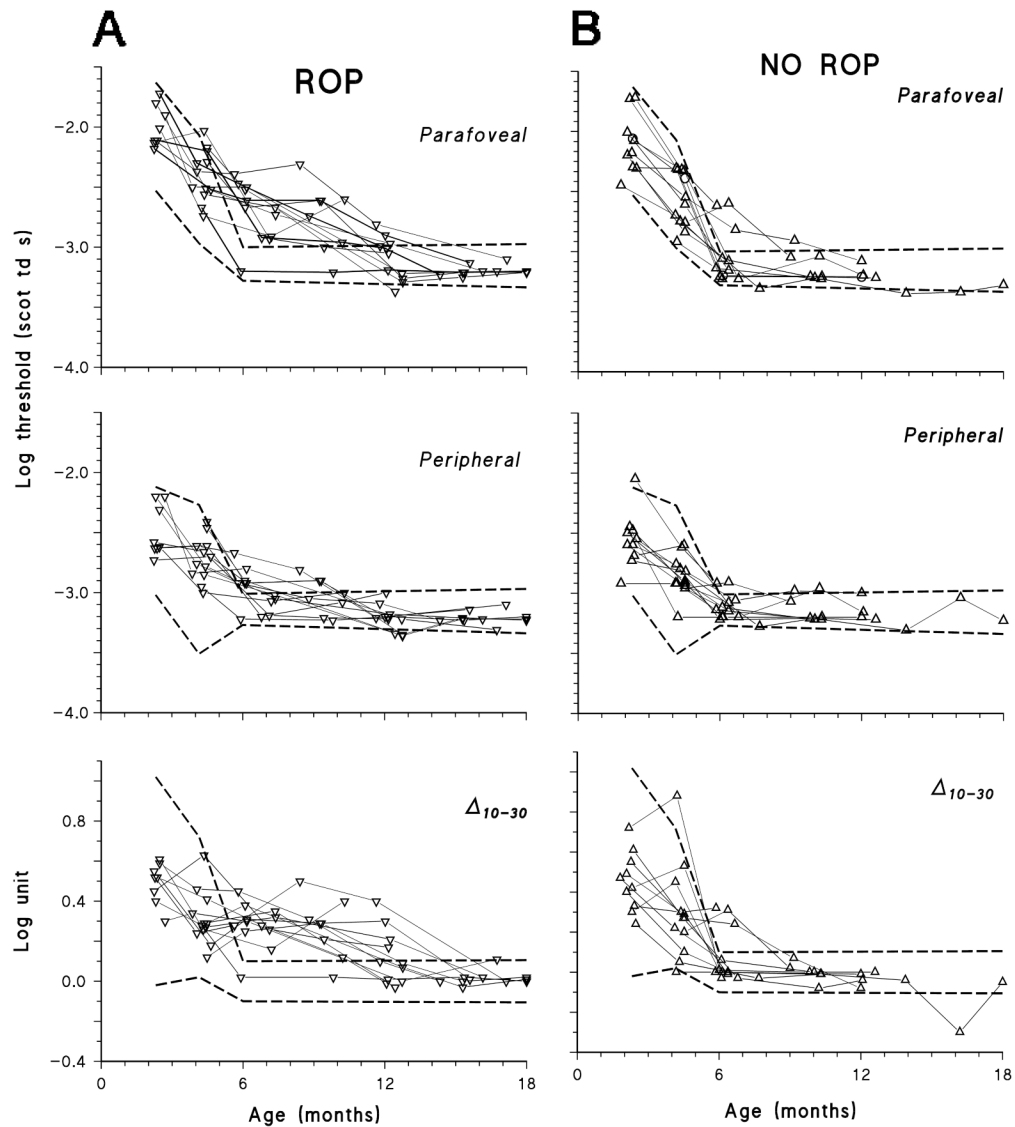 A
B
ROP
NO ROP
Parafoveal
Parafoveal
−2.0
−3.0
−4.0
Log threshold (scot td s)
Peripheral
Peripheral
−2.0
−3.0
−4.0
Δ10−30
Δ10−30
0.8
0.4
0.0
−0.4
Log unit
0 6 12 18
0 6 12 18
Age (months)
Age (months)